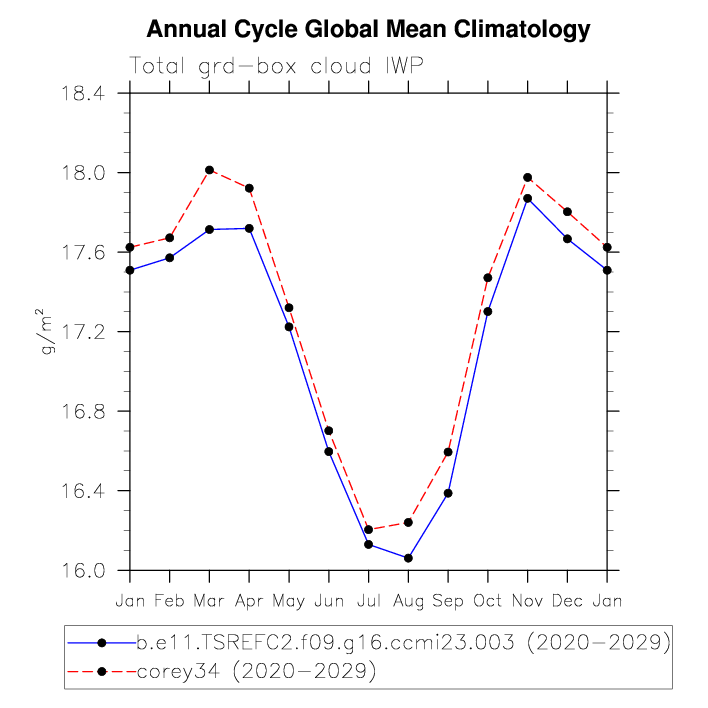 Annual Cycle Global Mean Climatology
Total grd-box cloud IWP
18.4
18.0
17.6
17.2
16.8
16.4
16.0
g/m²
Jan Feb Mar Apr May Jun Jul Aug Sep Oct Nov Dec Jan
b.e11.TSREFC2.f09.g16.ccmi23.003 (2020-2029)
corey34 (2020-2029)